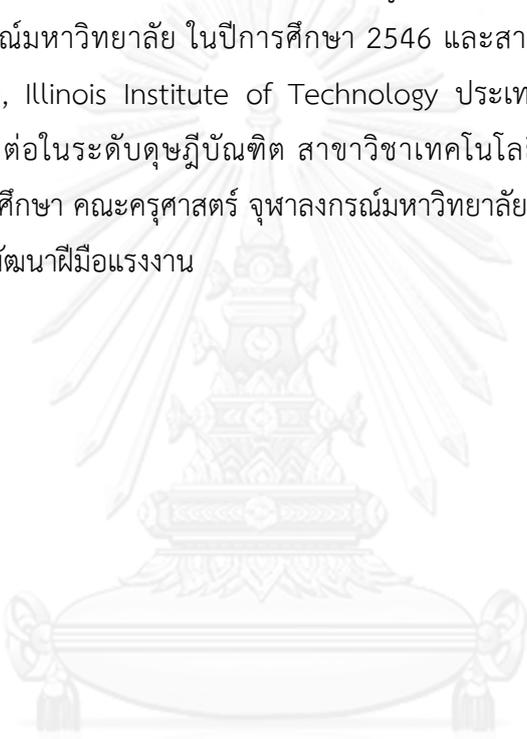 ณ์มหาวิทยาลัย ในปีการศึกษา 2546 และสา
, Illinois Institute of Technology ประเท
ต่อในระดับดุษฎีบัณฑิต สาขาวิชาเทคโนโล
ศึกษา คณะครุศาสตร์ จุฬาลงกรณ์มหาวิทยาลัย
พัฒนาฝีมือแรงงาน